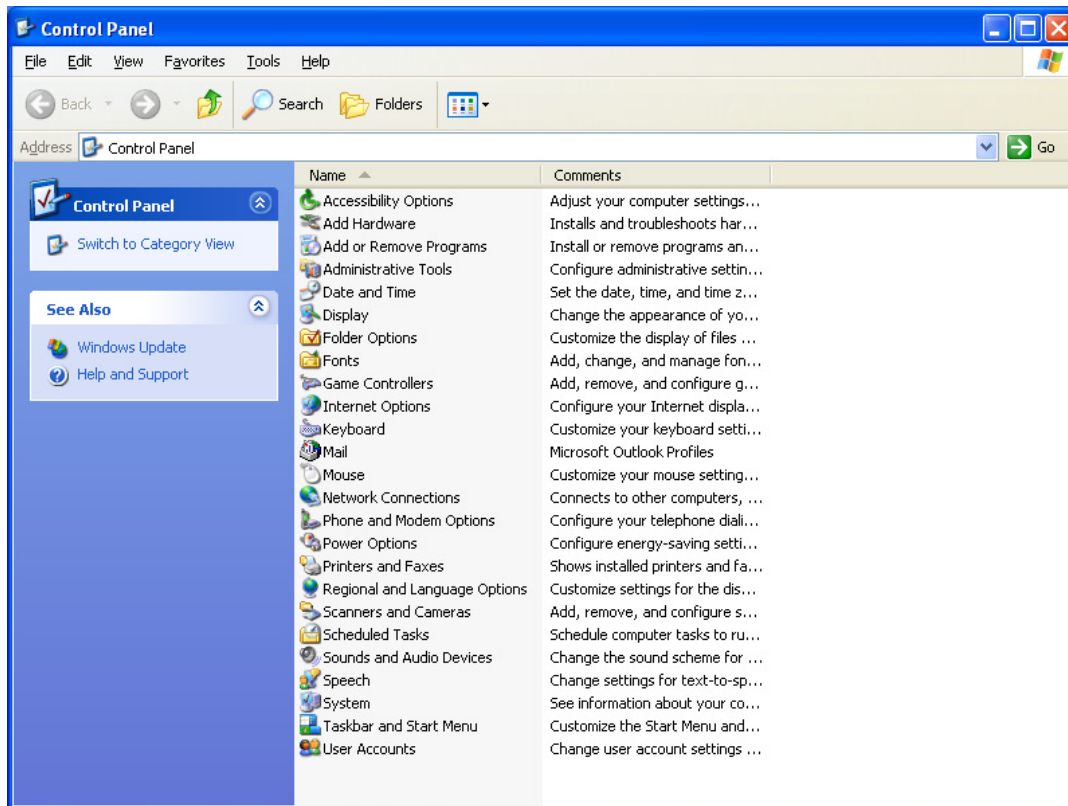 Control Panel
File Edit View Favorites Tools Help
Back Search Folders
Address Control Panel Go
Control Panel
Switch to Category View
See Also
Windows Update
Help and Support
Name Comments
Accessibility Options Adjust your computer settings...
Add Hardware Installs and troubleshoots har...
Add or Remove Programs Install or remove programs an...
Administrative Tools Configure administrative settin...
Date and Time Set the date, time, and time z...
Display Change the appearance of yo...
Folder Options Customize the display of files ...
Fonts Add, change, and manage fon...
Game Controllers Add, remove, and configure g...
Internet Options Configure your Internet displa...
Keyboard Customize your keyboard setti...
Mail Microsoft Outlook Profiles
Mouse Customize your mouse setting...
Network Connections Connects to other computers, ...
Phone and Modem Options Configure your telephone diali...
Power Options Configure energy-saving setti...
Printers and Faxes Shows installed printers and fa...
Regional and Language Options Customize settings for the dis...
Scanners and Cameras Add, remove, and configure s...
Scheduled Tasks Schedule computer tasks to ru...
Sounds and Audio Devices Change the sound scheme for ...
Speech Change settings for text-to-sp...
System See information about your co...
Taskbar and Start Menu Customize the Start Menu and...
User Accounts Change user account settings ...